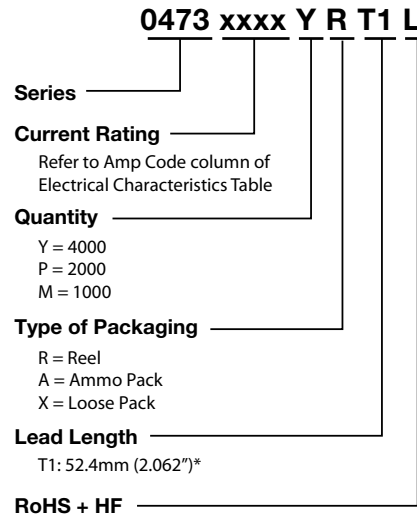 0473 xxxx Y R T1 L
Series
Current Rating
Refer to Amp Code column of
Electrical Characteristics Table
Quantity
Y = 4000
P = 2000
M = 1000
Type of Packaging
R = Reel
A = Ammo Pack
X = Loose Pack
Lead Length
T1: 52.4mm (2.062")*
RoHS + HF